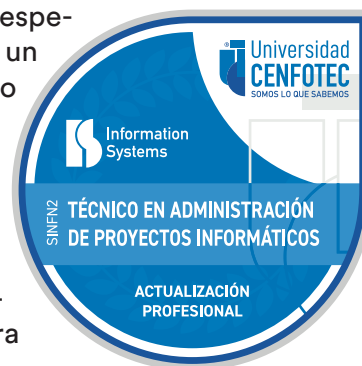 espe-
un
o
Universidad
CENFOTEC
SOMOS LO QUE SABEMOS
Information
Systems
SINFN2
TÉCNICO EN ADMINISTRACIÓN
DE PROYECTOS INFORMÁTICOS
ACTUALIZACIÓN
PROFESIONAL
ra